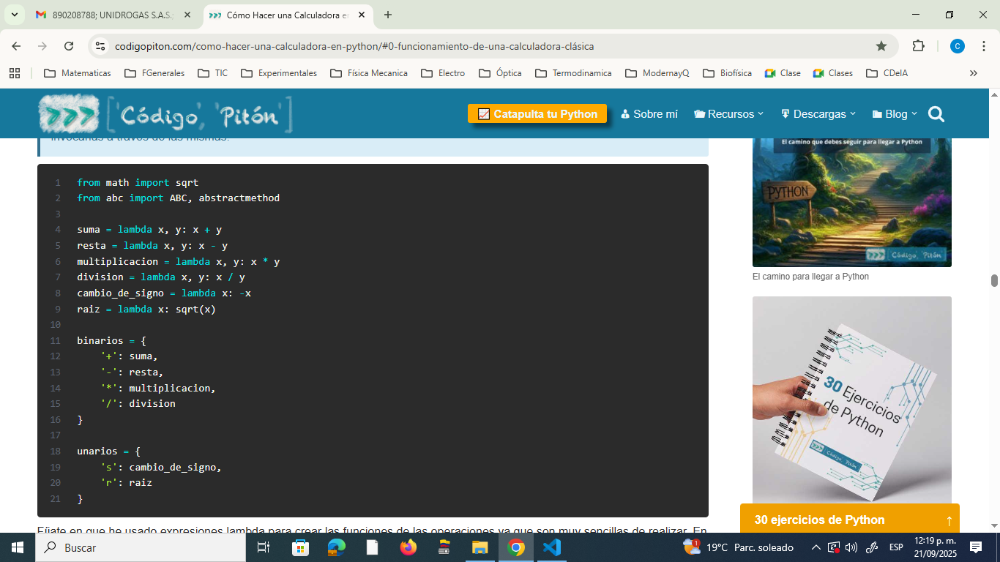 890208788; UNIDROGAS S.A.S.;
Cómo Hacer una Calculadora en
codigopiton.com/como-hacer-una-calculadora-en-python/#0-funcionamiento-de-una-calculadora-clásica
C
Matematicas
FGenerales
TIC
Experimentales
Física Mecanica
Electro
Óptica
Termodinamica
ModernayQ
Biofísica
Clase
Clases
CDeIA
>>> ['Código', 'Pitón']
Catapulta tu Python
Sobre mí
Recursos
Descargas
Blog
invocarlas a través de las mismas.
1 from math import sqrt
2 from abc import ABC, abstractmethod
3
4 suma = lambda x, y: x + y
5 resta = lambda x, y: x - y
6 multiplicacion = lambda x, y: x * y
7 division = lambda x, y: x / y
8 cambio_de_signo = lambda x: -x
9 raiz = lambda x: sqrt(x)
10
11 binarios = {
12 '+': suma,
13 '-': resta,
14 '*': multiplicacion,
15 '/': division
16 }
17
18 unarios = {
19 's': cambio_de_signo,
20 'r': raiz
21 }
Fíjate en que he usado expresiones lambda para crear las funciones de las operaciones ya que son muy sencillas de realizar. En
El camino que debes seguir para llegar a Python
PYTHON
>>> ['Código', 'Pitón']
El camino para llegar a Python
30 Ejercicios
de Python
>>> ['Código', 'Pitón']
30 ejercicios de Python ↑
Buscar
1
19°C Parc. soleado
ESP
12:19 p. m.
21/09/2025